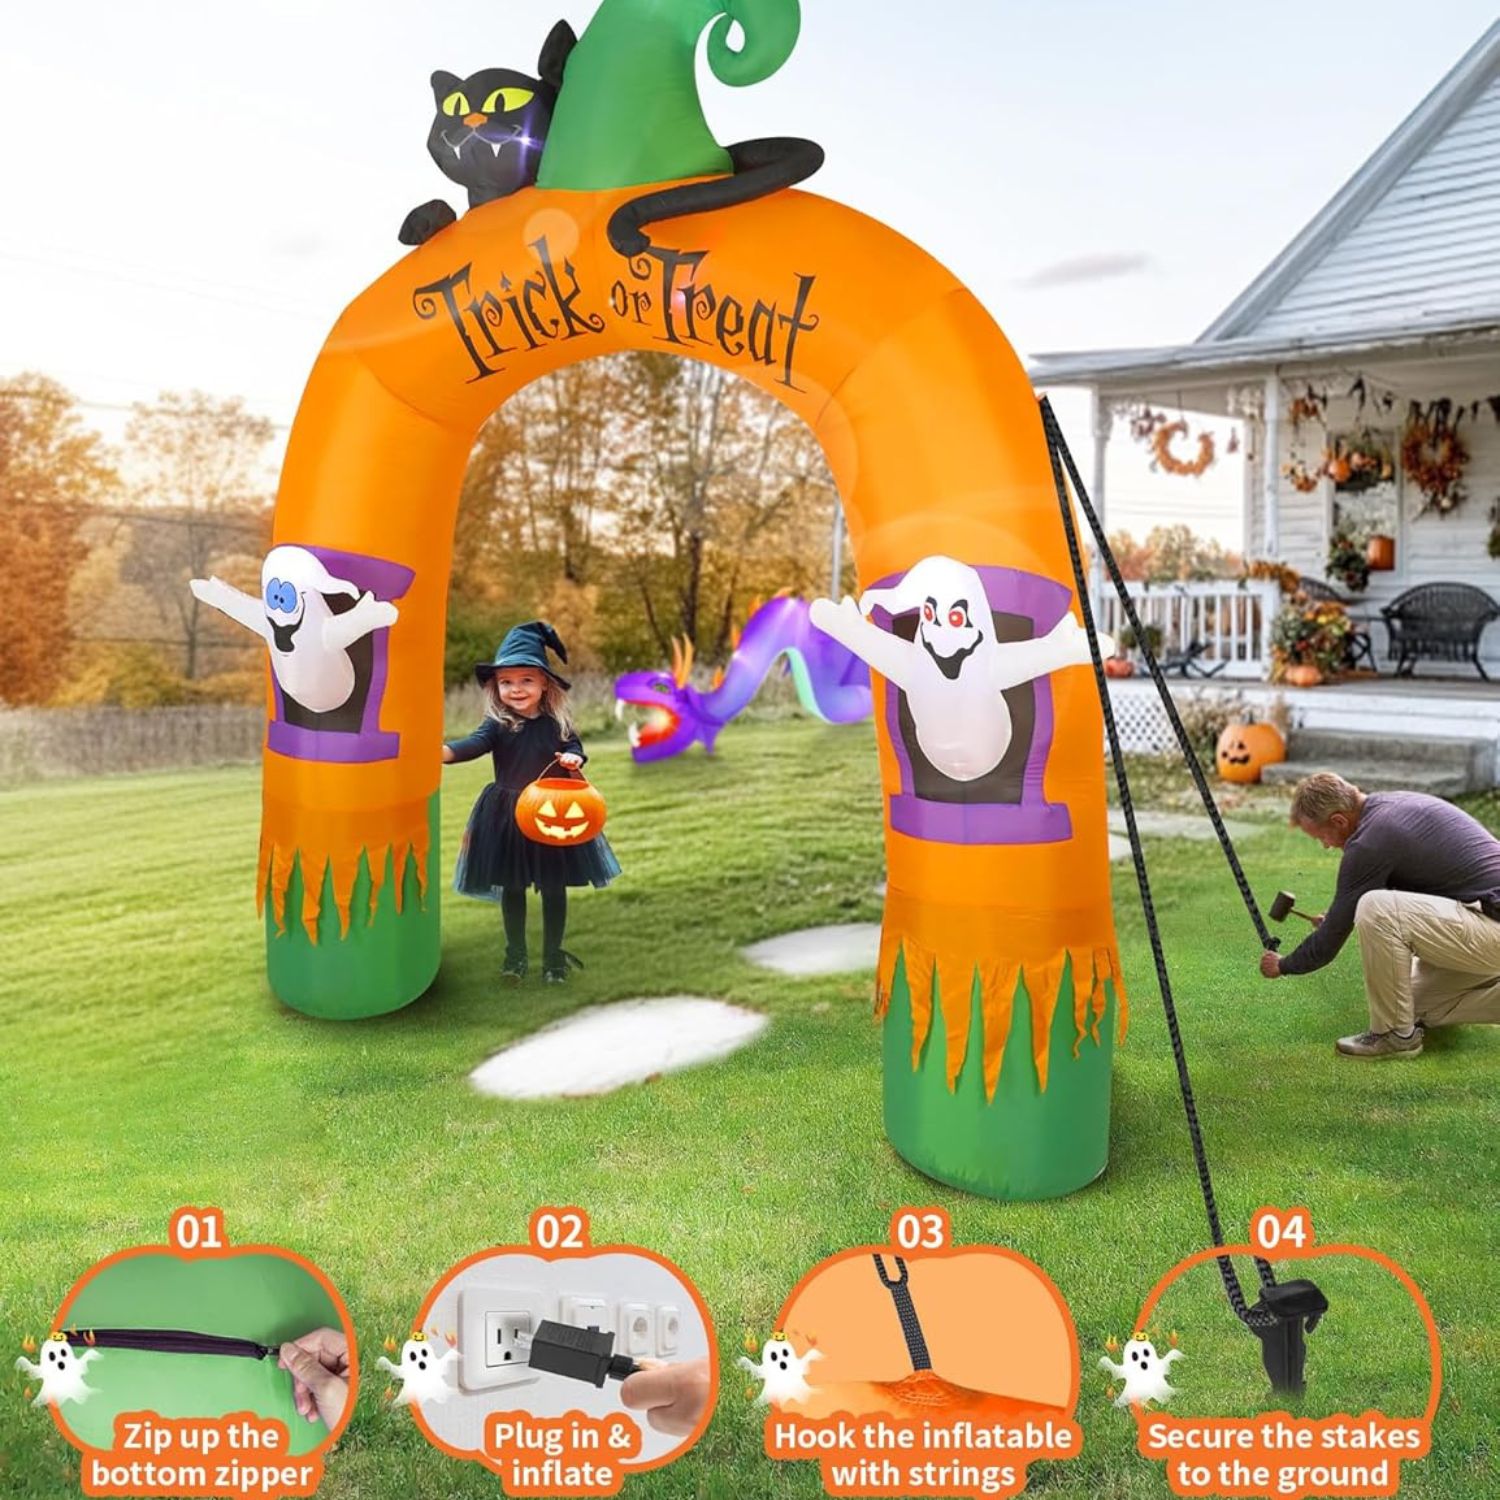 Trick or Treat
01
Zip up the
bottom zipper
02
Plug in &
inflate
03
Hook the inflatable
with strings
04
Secure the stakes
to the ground